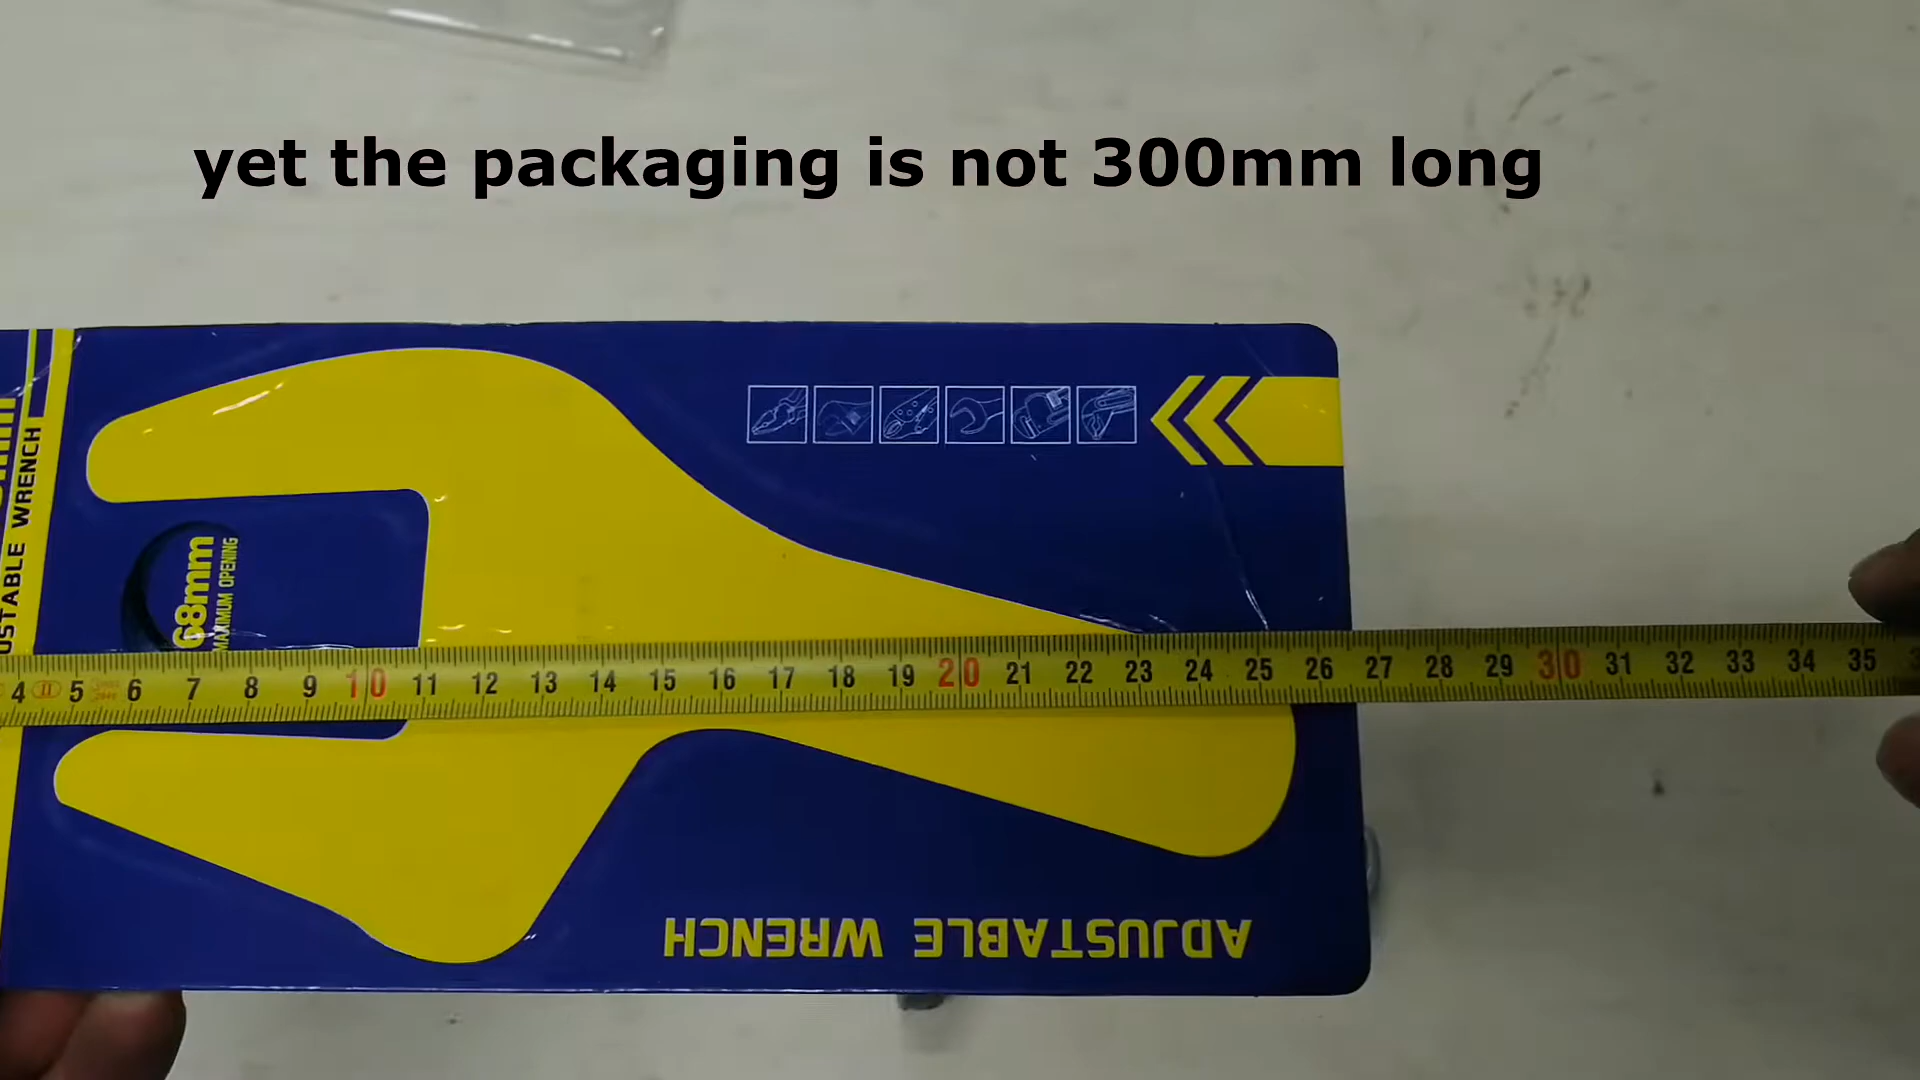 yet the packaging is not 300mm long
USTABLE WRENCH
68mm
MAXIMUM OPENING
4 II 5 6 7 8 9 10 11 12 13 14 15 16 17 18 19 20 21 22 23 24 25 26 27 28 29 30 31 32 33 34 35
ADJUSTABLE WRENCH